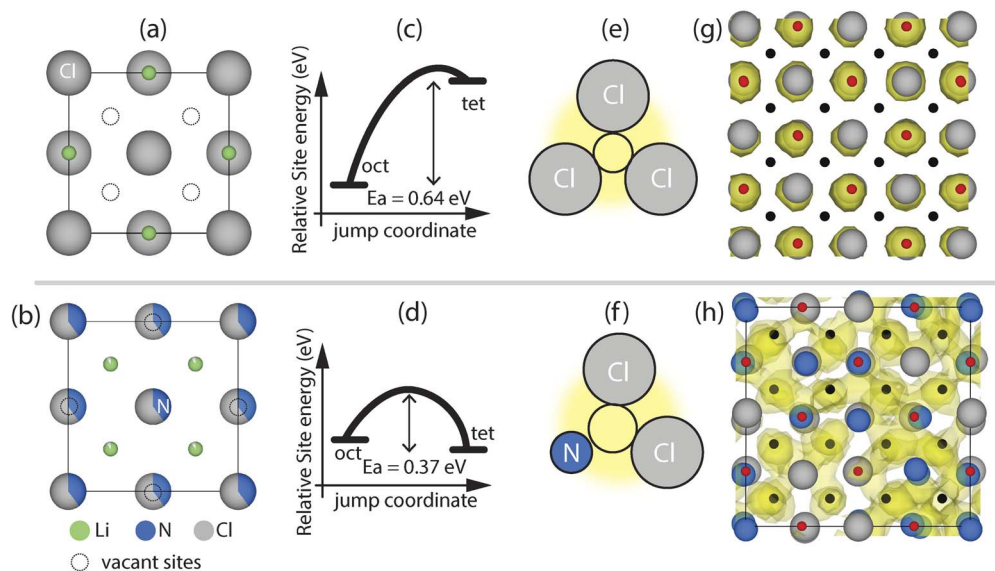 (a)
Cl
(c)
Relative Site energy (eV)
oct
tet
Ea = 0.64 eV
jump coordinate
(e)
Cl
Cl
Cl
(g)
(b)
N
Li
N
Cl
vacant sites
(d)
Relative Site energy (eV)
oct
tet
Ea = 0.37 eV
jump coordinate
(f)
Cl
N
Cl
(h)